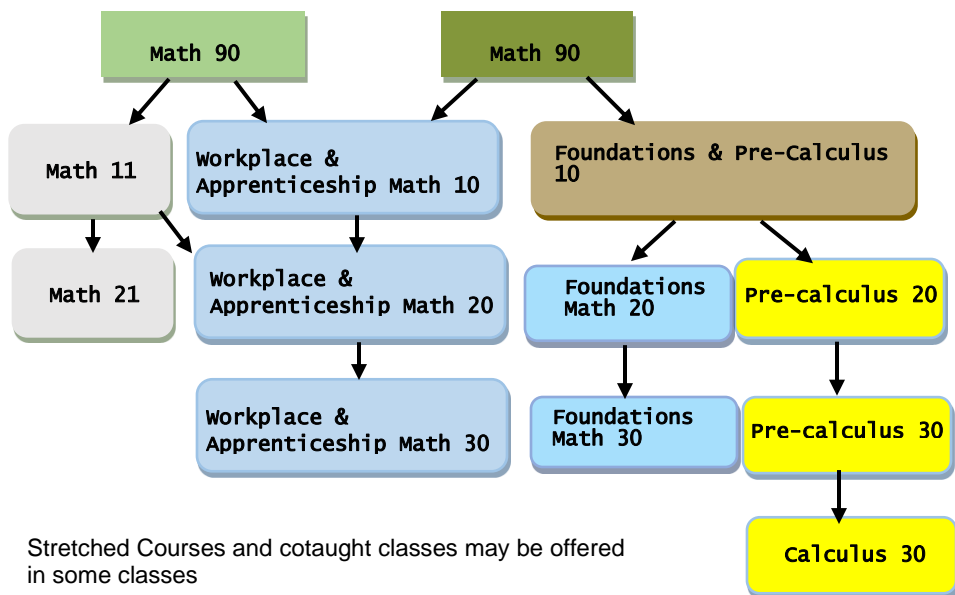 Math 90
Math 90
Math 11
Workplace &
Apprenticeship Math 10
Foundations & Pre-Calculus
10
Math 21
Workplace &
Apprenticeship Math 20
Foundations
Math 20
Pre-calculus 20
Workplace &
Apprenticeship Math 30
Foundations
Math 30
Pre-calculus 30
Calculus 30
Stretched Courses and cotaught classes may be offered
in some classes